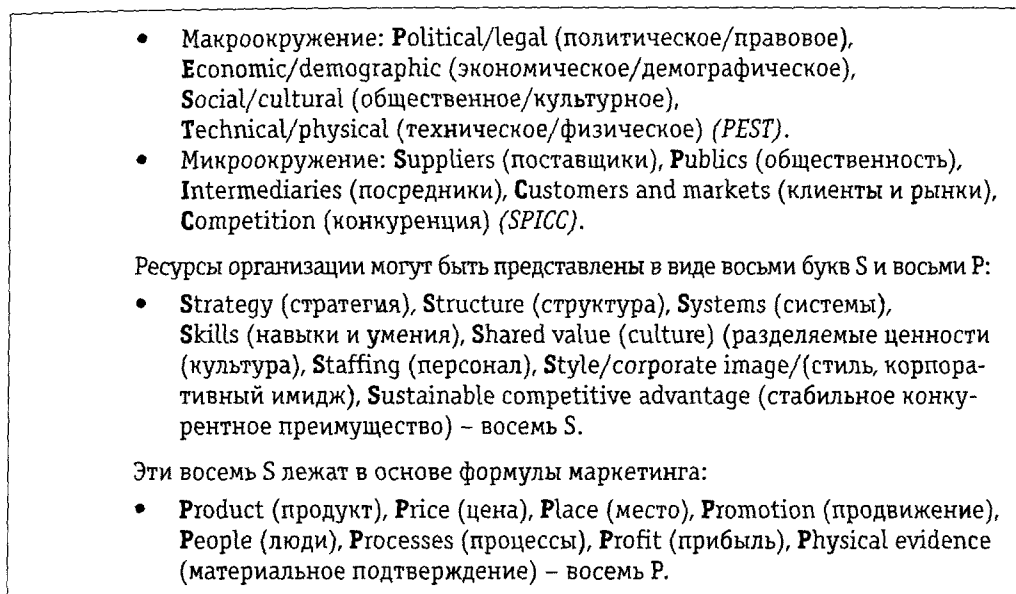 • Макроокружение: Political/legal (политическое/правовое),
Economic/demographic (экономическое/демографическое),
Social/cultural (общественное/культурное),
Technical/physical (техническое/физическое) (PEST).
• Микроокружение: Suppliers (поставщики), Publics (общественность),
Intermediaries (посредники), Customers and markets (клиенты и рынки),
Competition (конкуренция) (SPICC).
Ресурсы организации могут быть представлены в виде восьми букв S и восьми P:
• Strategy (стратегия), Structure (структура), Systems (системы),
Skills (навыки и умения), Shared value (culture) (разделяемые ценности
(культура), Staffing (персонал), Style/corporate image/(стиль, корпора-
тивный имидж), Sustainable competitive advantage (стабильное конку-
рентное преимущество) – восемь S.
Эти восемь S лежат в основе формулы маркетинга:
• Product (продукт), Price (цена), Place (место), Promotion (продвижение),
People (люди), Processes (процессы), Profit (прибыль), Physical evidence
(материальное подтверждение) – восемь P.